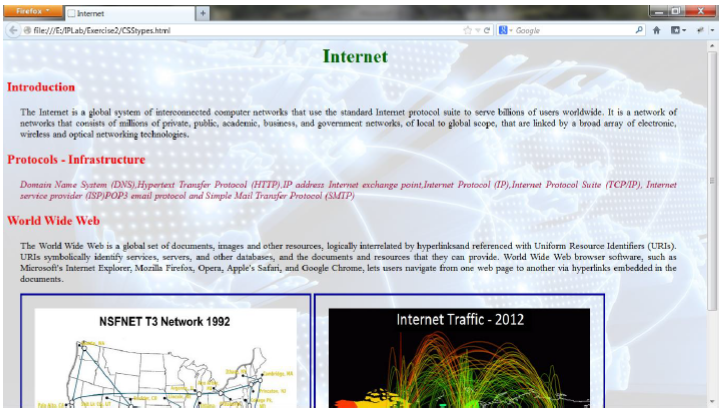 Firefox
Internet
file:///E:/IPLab/Exercise2/CSStypes.html
Google
Internet
Introduction
The Internet is a global system of interconnected computer networks that use the standard Internet protocol suite to serve billions of users worldwide. It is a network of
networks that consists of millions of private, public, academic, business, and government networks, of local to global scope, that are linked by a broad array of electronic,
wireless and optical networking technologies.
Protocols - Infrastructure
Domain Name System (DNS),Hypertext Transfer Protocol (HTTP),IP address Internet exchange point,Internet Protocol (IP),Internet Protocol Suite (TCP/IP), Internet
service provider (ISP)POP3 email protocol and Simple Mail Transfer Protocol (SMTP)
World Wide Web
The World Wide Web is a global set of documents, images and other resources, logically interrelated by hyperlinksand referenced with Uniform Resource Identifiers (URIs).
URIs symbolically identify services, servers, and other databases, and the documents and resources that they can provide. World Wide Web browser software, such as
Microsoft's Internet Explorer, Mozilla Firefox, Opera, Apple's Safari, and Google Chrome, lets users navigate from one web page to another via hyperlinks embedded in the
documents.
NSFNET T3 Network 1992
Internet Traffic - 2012